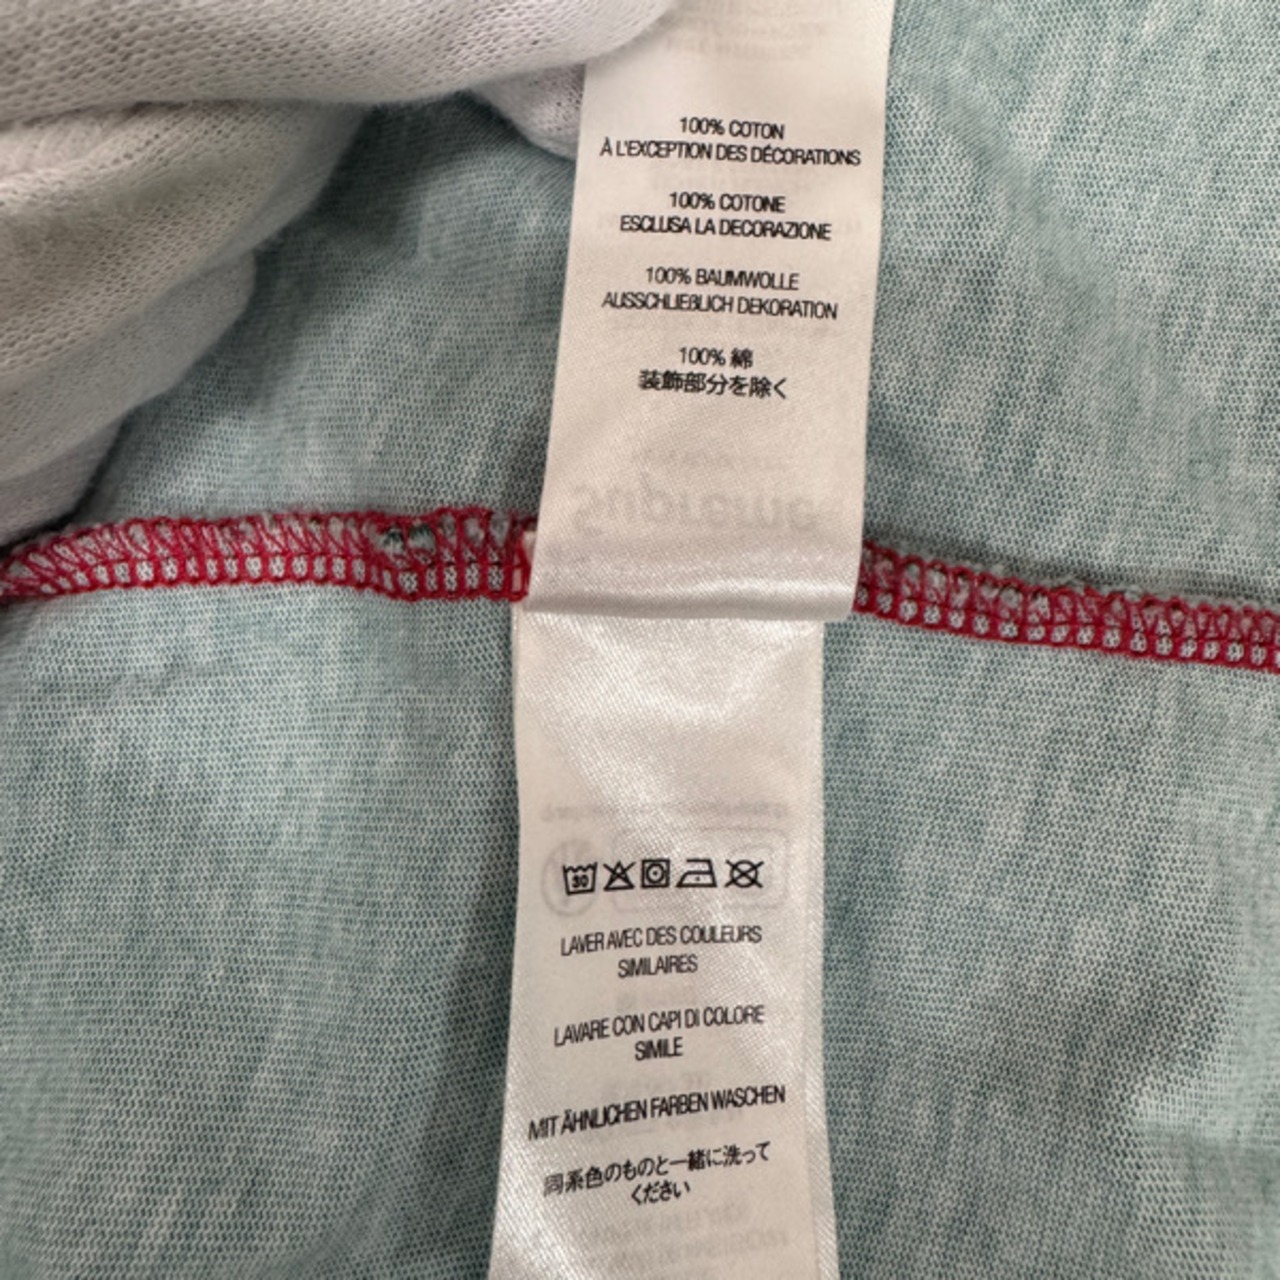 100% COTON
À L'EXCEPTION DES DÉCORATIONS
100% COTONE
ESCLUSA LA DECORAZIONE
100% BAUMWOLLE
AUSSCHLIEßLICH DEKORATION
100% 綿
装飾部分を除く
Supreme
30
LAVER AVEC DES COULEURS
SIMILAIRES
LAVARE CON CAPI DI COLORE
SIMILE
MIT ÄHNLICHEN FARBEN WASCHEN
同系色のものと一緒に洗って
ください